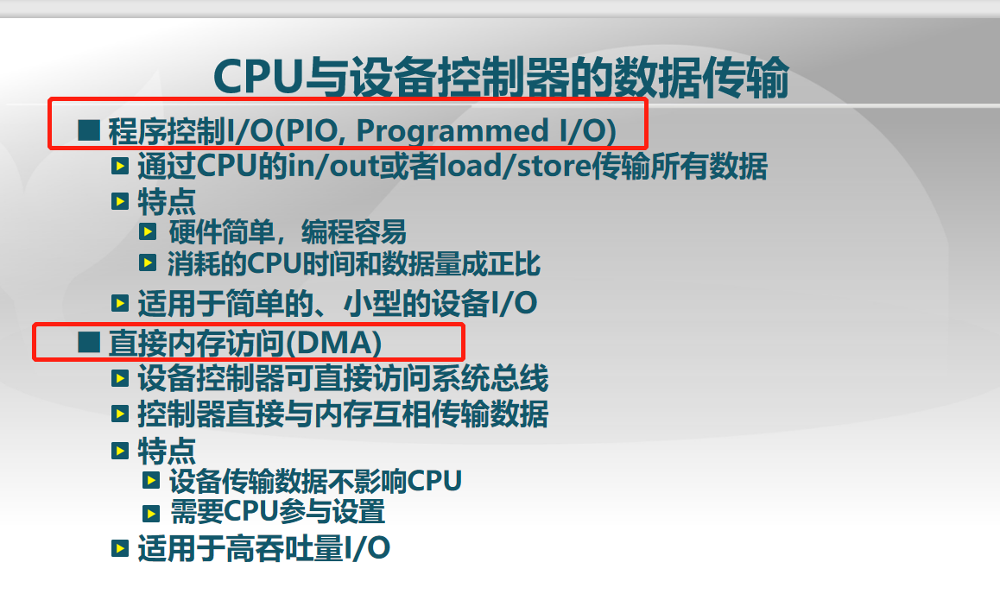 CPU与设备控制器的数据传输
程序控制I/O(PIO, Programmed I/O)
通过CPU的in/out或者load/store传输所有数据
特点
硬件简单，编程容易
消耗的CPU时间和数据量成正比
适用于简单的、小型的设备I/O
直接内存访问(DMA)
设备控制器可直接访问系统总线
控制器直接与内存互相传输数据
特点
设备传输数据不影响CPU
需要CPU参与设置
适用于高吞吐量I/O